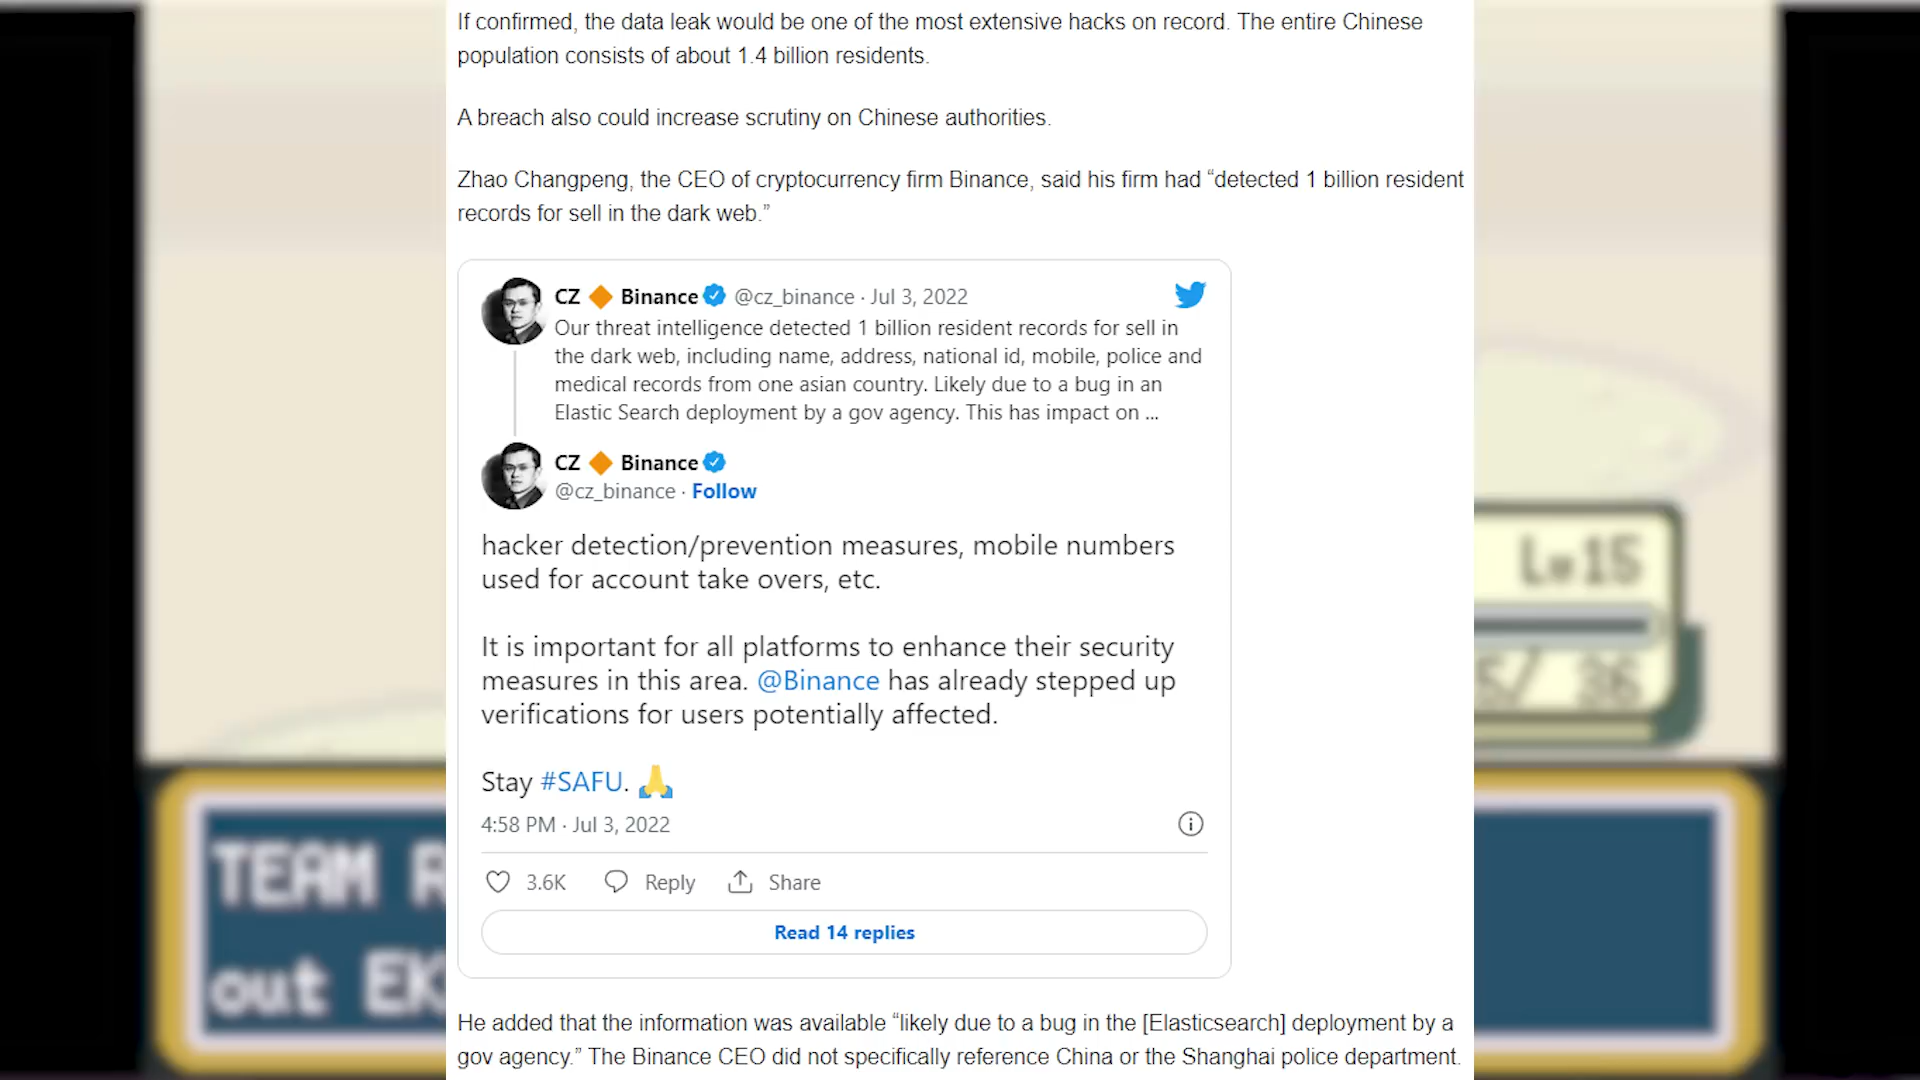 If confirmed, the data leak would be one of the most extensive hacks on record. The entire Chinese
population consists of about 1.4 billion residents.
A breach also could increase scrutiny on Chinese authorities.
Zhao Changpeng, the CEO of cryptocurrency firm Binance, said his firm had “detected 1 billion resident
records for sell in the dark web.”
CZ 🔶 Binance @cz_binance · Jul 3, 2022
Our threat intelligence detected 1 billion resident records for sell in
the dark web, including name, address, national id, mobile, police and
medical records from one asian country. Likely due to a bug in an
Elastic Search deployment by a gov agency. This has impact on ...
CZ 🔶 Binance
@cz_binance · Follow
hacker detection/prevention measures, mobile numbers
used for account take overs, etc.
It is important for all platforms to enhance their security
measures in this area. @Binance has already stepped up
verifications for users potentially affected.
Stay #SAFU. 🙏
4:58 PM · Jul 3, 2022
3.6K Reply Share
Read 14 replies
He added that the information was available “likely due to a bug in the [Elasticsearch] deployment by a
gov agency.” The Binance CEO did not specifically reference China or the Shanghai police department.
Lv15
5/ 36
TEAM R
out EK